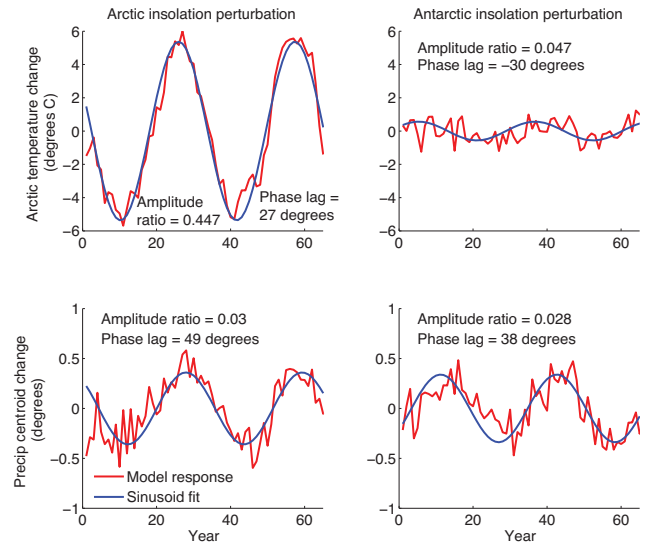 Arctic insolation perturbation
Antarctic insolation perturbation
Arctic temperature change
(degrees C)
6
4
2
0
−2
−4
−6
0
20
40
60
Amplitude
ratio = 0.447
Phase lag =
27 degrees
6
4
2
0
−2
−4
−6
0
20
40
60
Amplitude ratio = 0.047
Phase lag = −30 degrees
Precip centroid change
(degrees)
1
0.5
0
−0.5
−1
0
20
40
60
Amplitude ratio = 0.03
Phase lag = 49 degrees
Model response
Sinusoid fit
Year
1
0.5
0
−0.5
−1
0
20
40
60
Amplitude ratio = 0.028
Phase lag = 38 degrees
Year